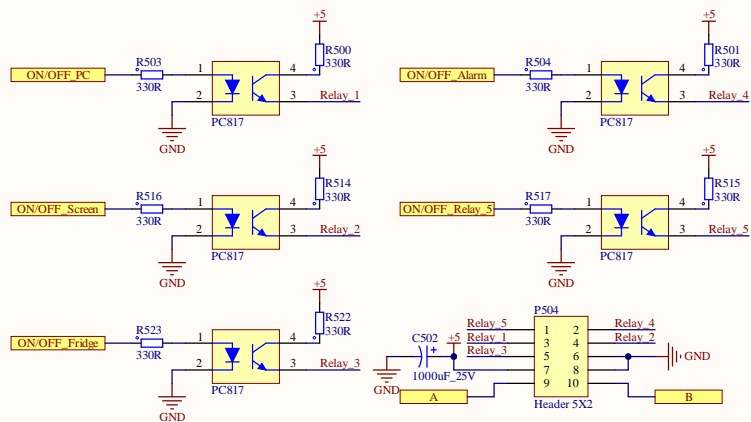 +5
R503
1
4
R500
330R
ON/OFF_PC
330R
2
3
Relay_1
GND
PC817
+5
R504
1
4
R501
330R
ON/OFF_Alarm
330R
2
3
Relay_4
GND
PC817
+5
R516
1
4
R514
330R
ON/OFF_Screen
330R
2
3
Relay_2
GND
PC817
+5
R517
1
4
R515
330R
ON/OFF_Relay_5
330R
2
3
Relay_5
GND
PC817
+5
R523
1
4
R522
330R
ON/OFF_Fridge
330R
2
3
Relay_3
GND
PC817
P504
Relay_5 1 2 Relay_4
Relay_1 3 4 Relay_2
Relay_3 5 6 GND
7 8
9 10
C502
+
+5
1000uF_25V
GND
A
Header 5X2
B